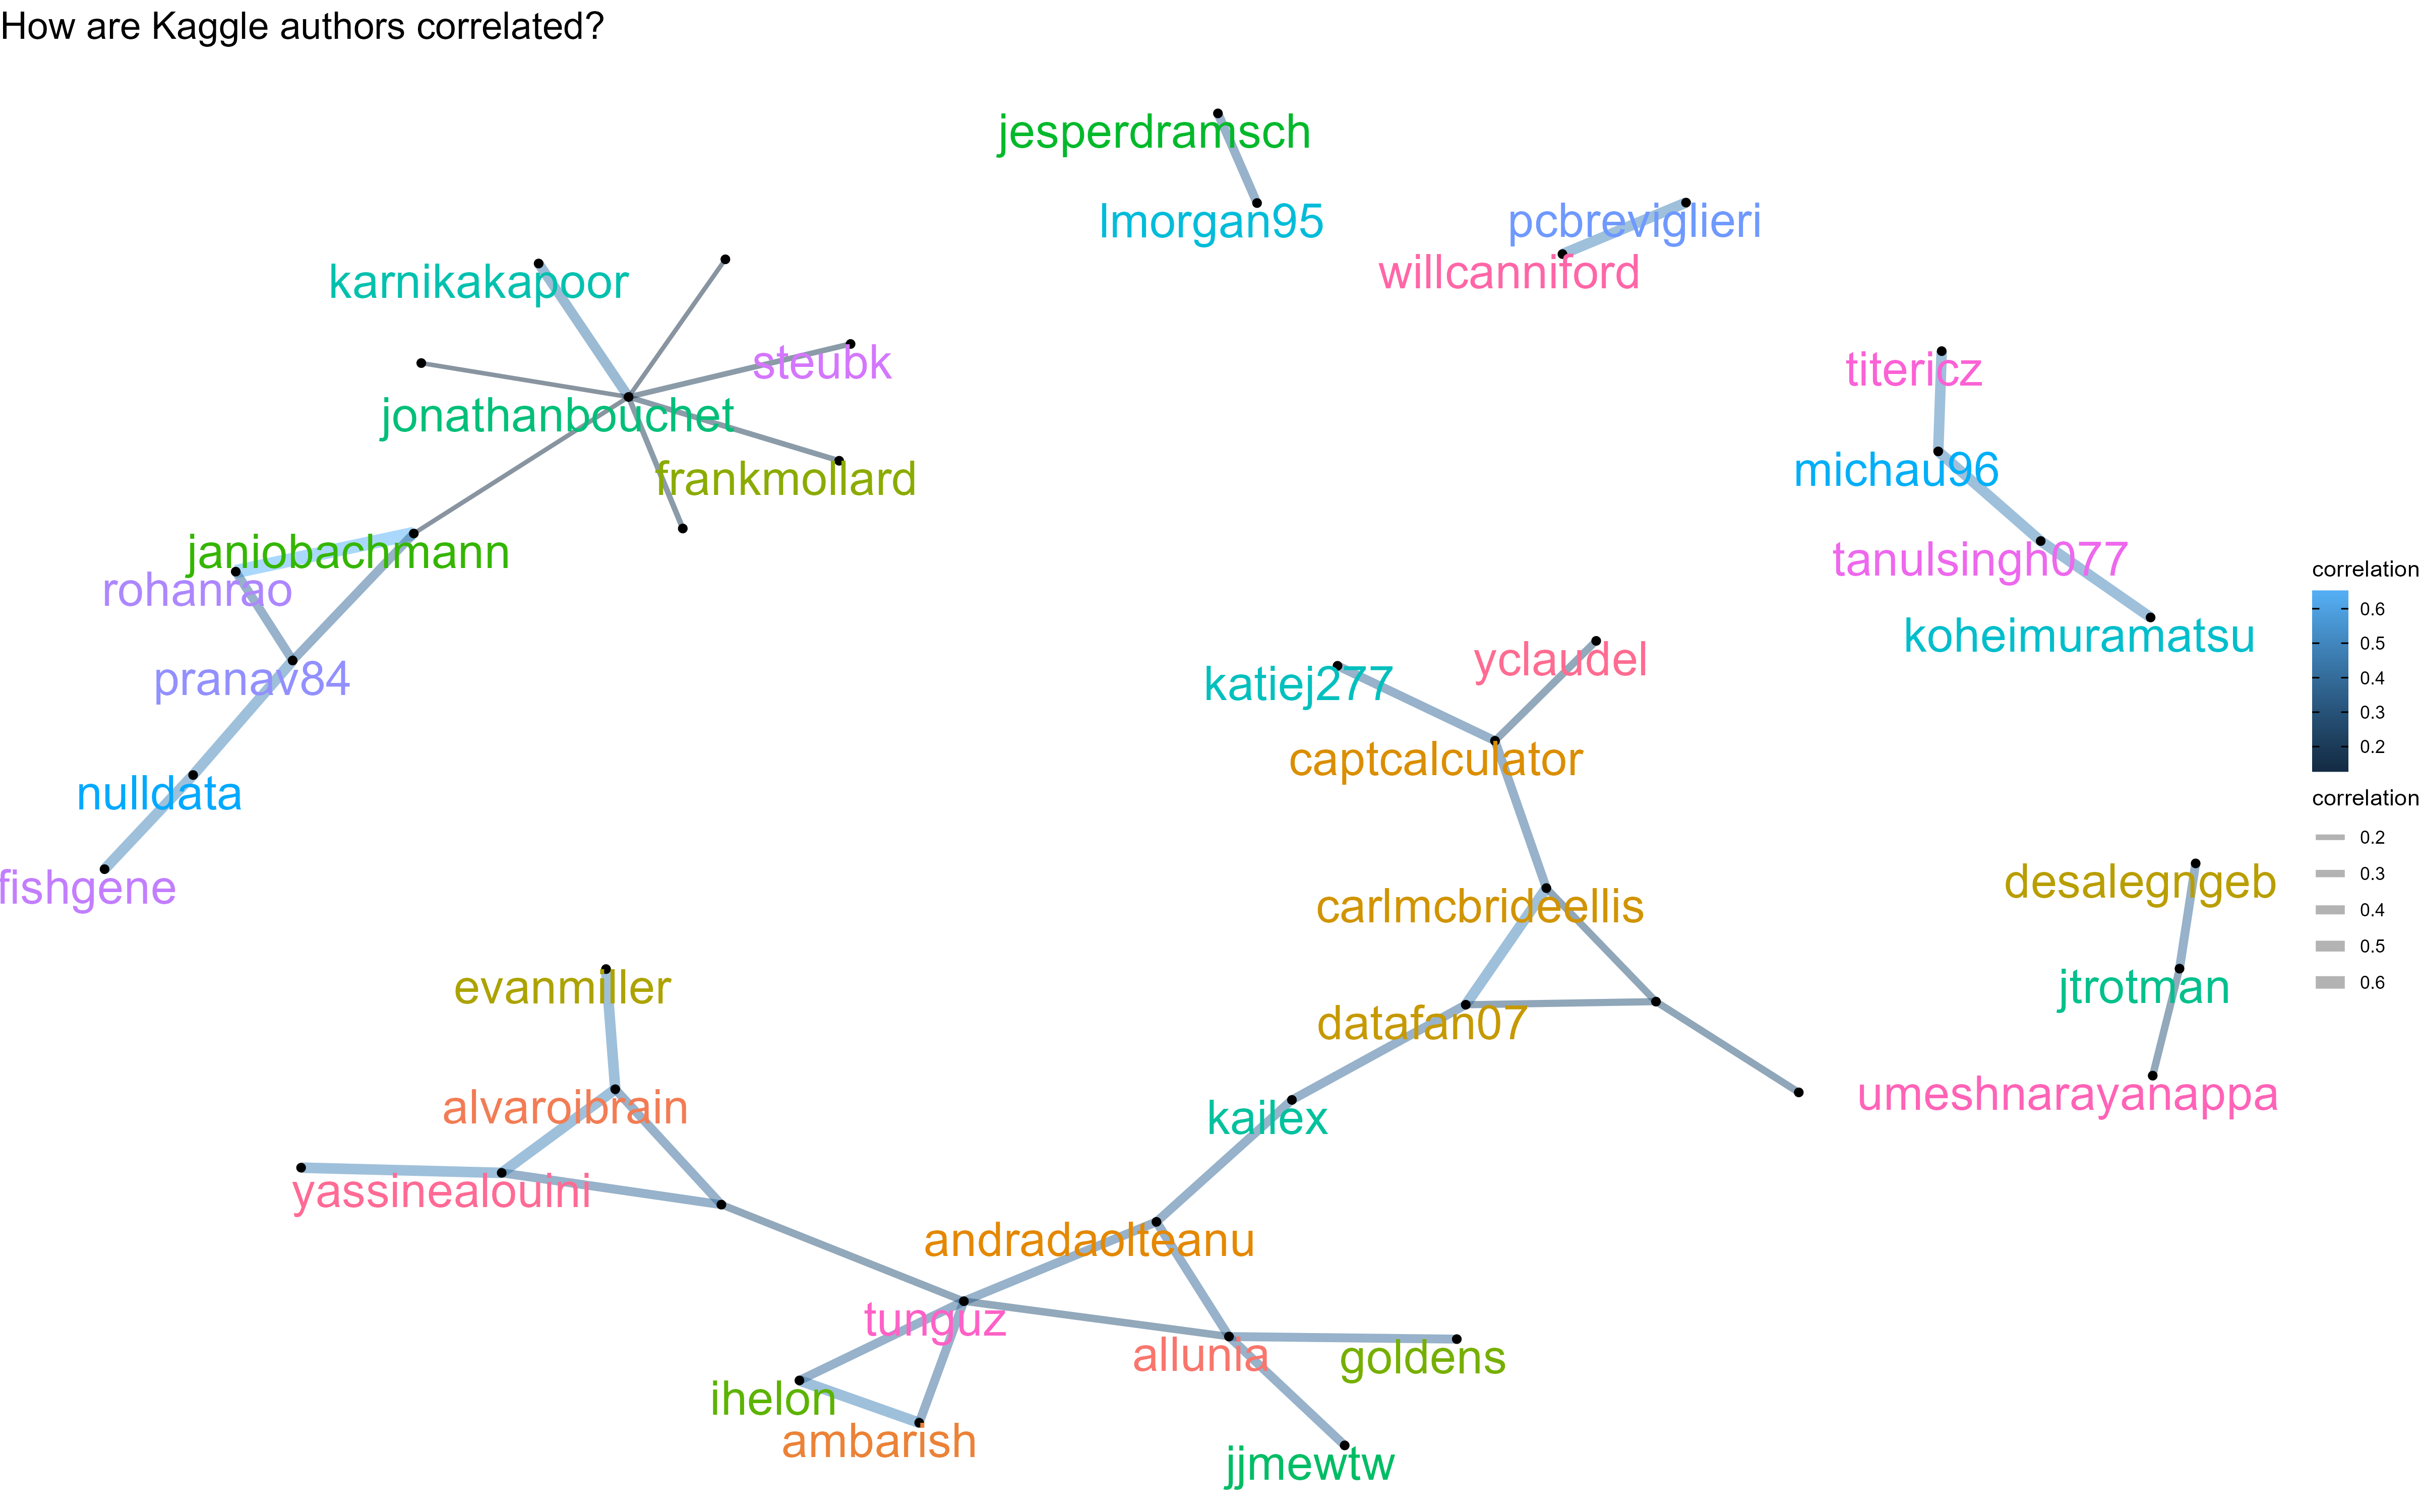 How are Kaggle authors correlated?
jesperdramsch
lmorgan95
pcbreviglieri
willcanniford
karnikakapoor
steubk
jonathanbouchet
frankmollard
titericz
michau96
tanulsingh077
koheimuramatsu
janiobachmann
rohanrao
pranav84
nulldata
fishgene
katiej277
yclaudel
captcalculator
carlmcbrideellis
datafan07
kailex
correlation
0.6
0.5
0.4
0.3
0.2
correlation
0.2
0.3
0.4
0.5
0.6
desalegngeb
jtrotman
umeshnarayanappa
evanmiller
alvaroibrain
yassinealouini
andradaolteanu
tunguz
allunia
goldens
ihelon
ambarish
jjmewtw